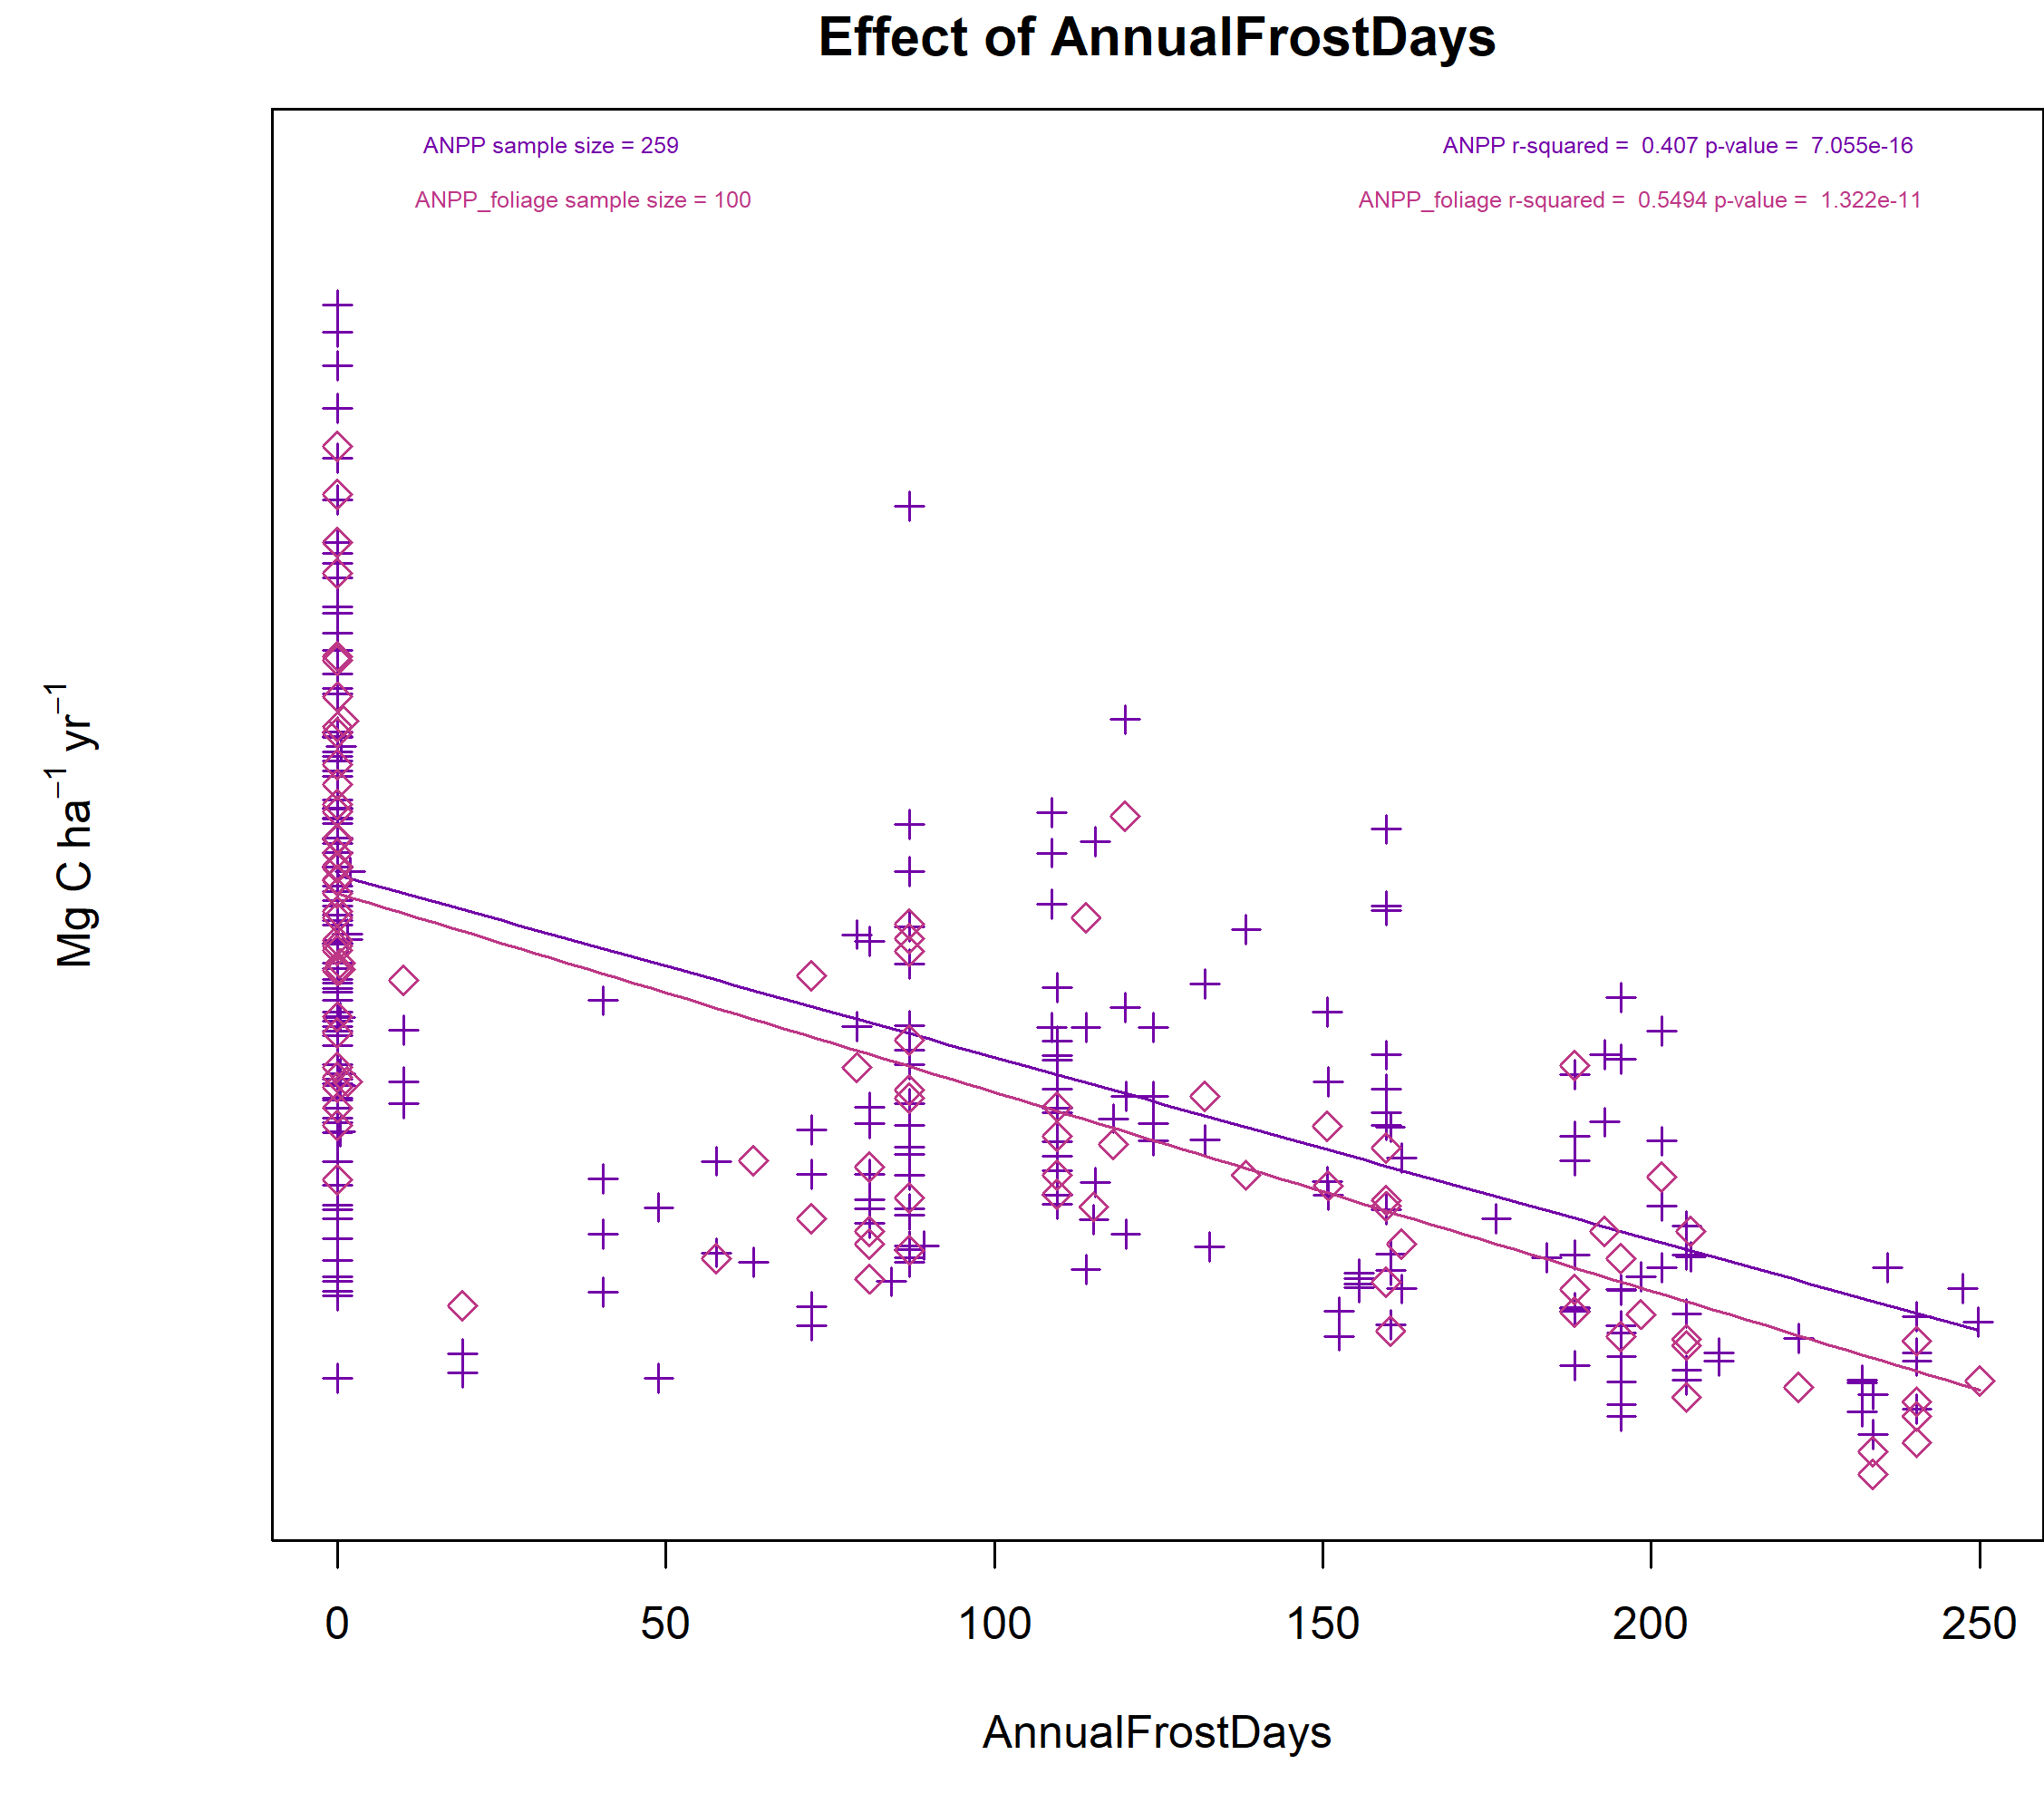 Effect of AnnualFrostDays
ANPP sample size = 259
ANPP r-squared = 0.407 p-value = 7.055e-16
ANPP_foliage sample size = 100
ANPP_foliage r-squared = 0.5494 p-value = 1.322e-11
Mg C ha−1 yr−1
0 50 100 150 200 250
AnnualFrostDays